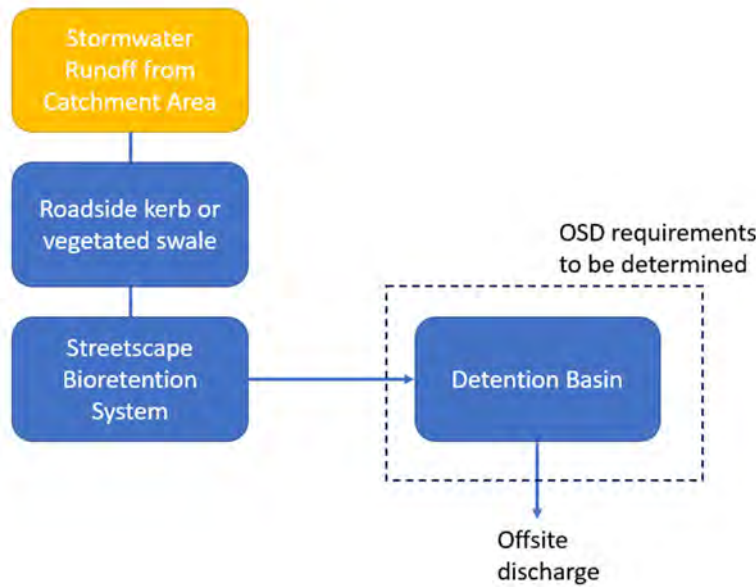 Stormwater
Runoff from
Catchment Area
Roadside kerb or
vegetated swale
OSD requirements
to be determined
Streetscape
Bioretention
System
Detention Basin
Offsite
discharge